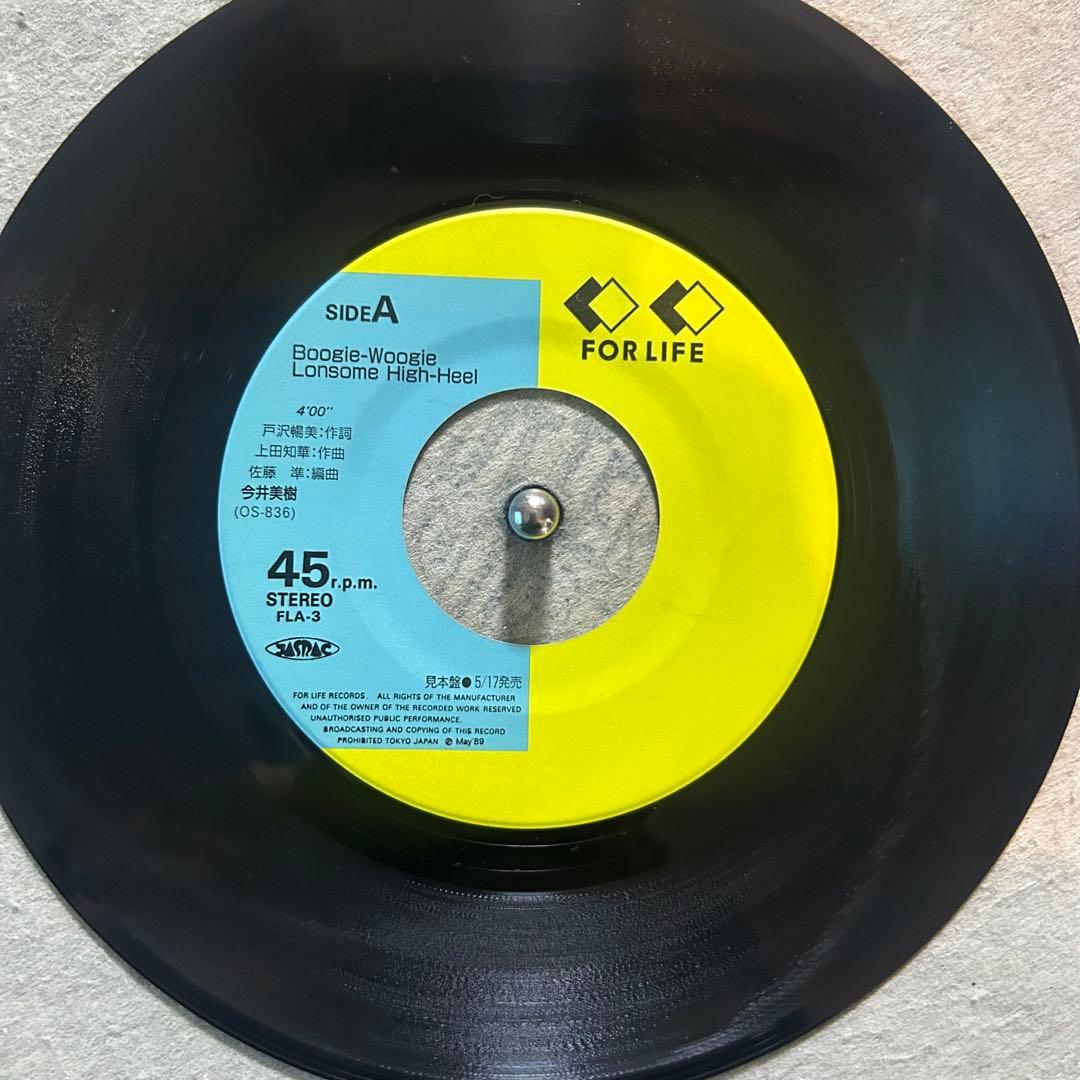 SIDE A
FOR LIFE
Boogie-Woogie
Lonsome High-Heel
4'00"
戸沢暢美:作詞
上田知華:作曲
佐藤 準:編曲
今井美樹
(OS-836)
45r.p.m.
STEREO
FLA-3
JASRAC
見本盤●5/17発売
FOR LIFE RECORDS. ALL RIGHTS OF THE MANUFACTURER
AND OF THE OWNER OF THE RECORDED WORK RESERVED
UNAUTHORISED PUBLIC PERFORMANCE.
BROADCASTING AND COPYING OF THIS RECORD
PROHIBITED. TOKYO JAPAN Ⓟ May'89